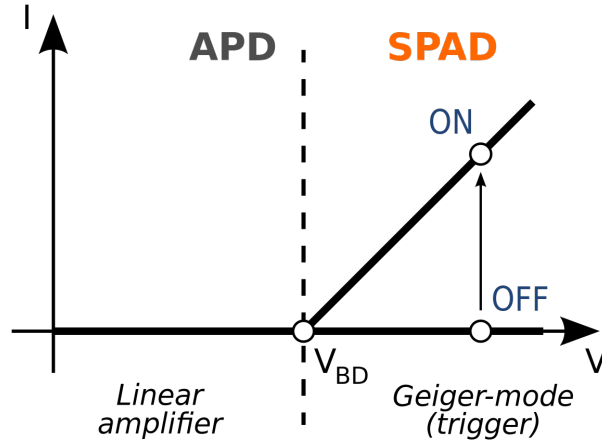 I
APD
SPAD
ON
OFF
V_BD
V
Linear
amplifier
Geiger-mode
(trigger)